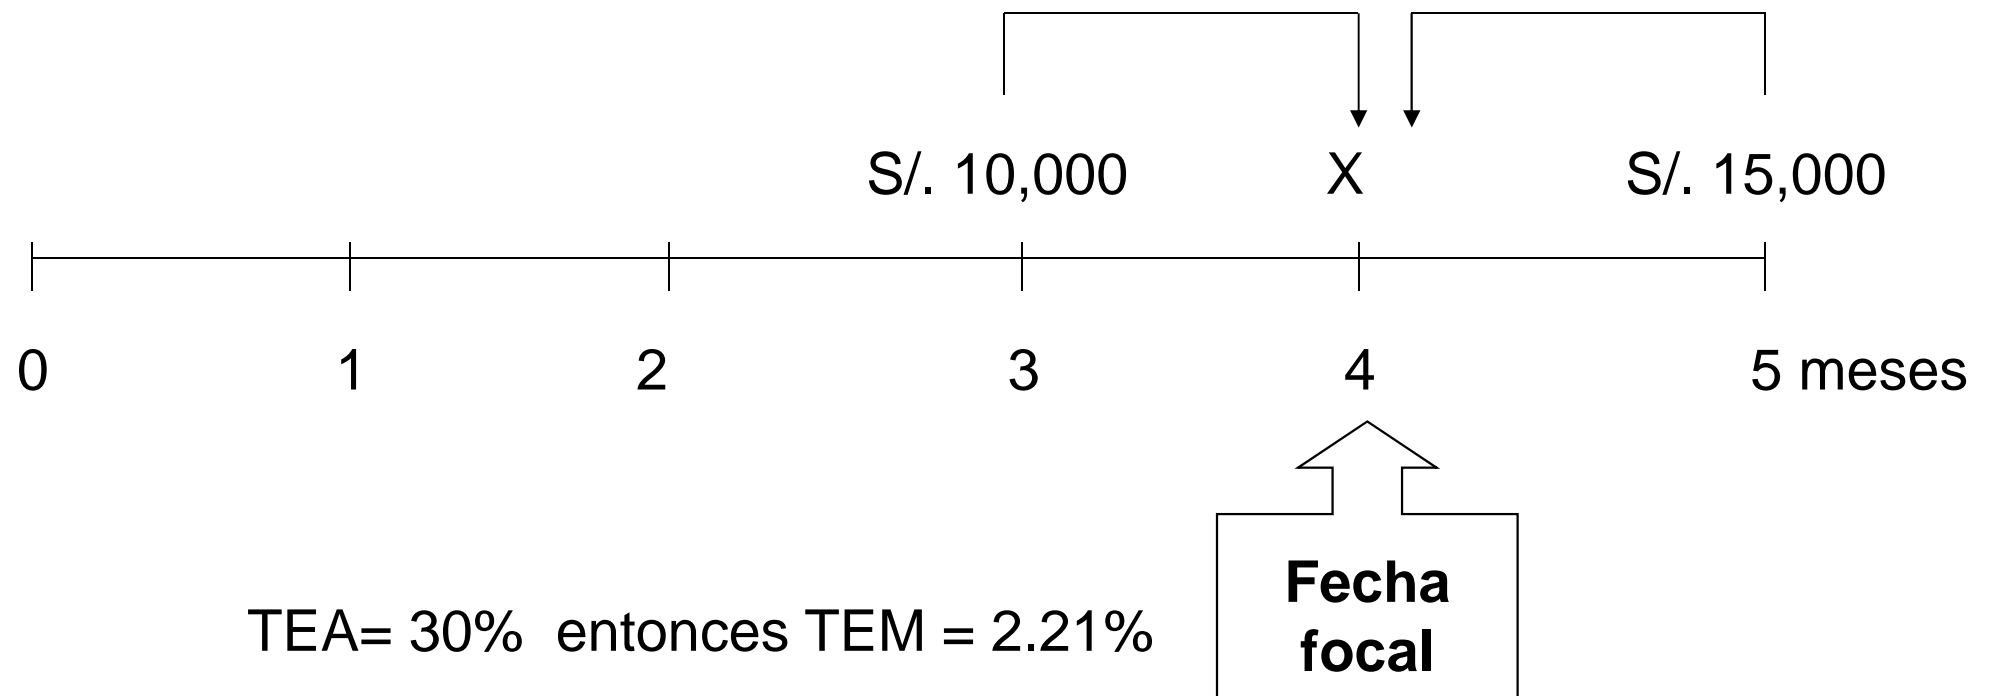 S/. 10,000 X S/. 15,000
0 1 2 3 4 5 meses
TEA= 30% entonces TEM = 2.21%
Fecha
focal